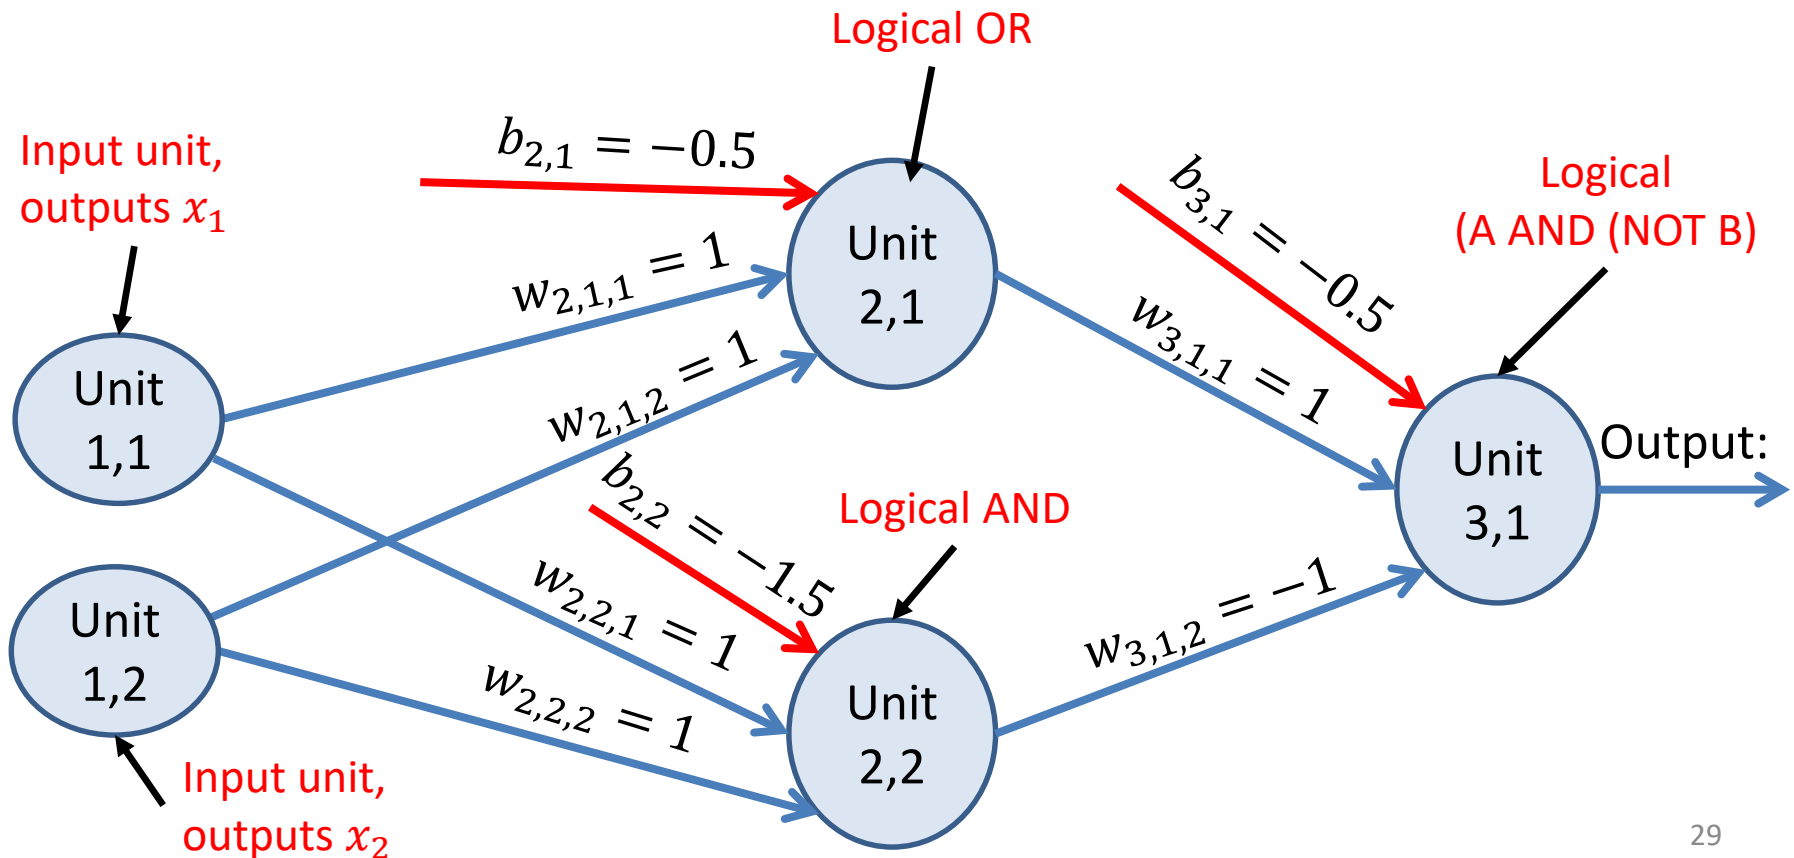 Logical OR
b₂,₁ = −0.5
Input unit,
outputs x₁
b₃,₁ = −0.5
Logical
(A AND (NOT B)
Unit
2,1
w₂,₁,₁ = 1
w₃,₁,₁ = 1
Unit
1,1
w₂,₁,₂ = 1
Output:
Unit
3,1
b₂,₂ = −1.5
Logical AND
w₂,₂,₁ = 1
w₃,₁,₂ = −1
Unit
1,2
w₂,₂,₂ = 1
Unit
2,2
Input unit,
outputs x₂
29